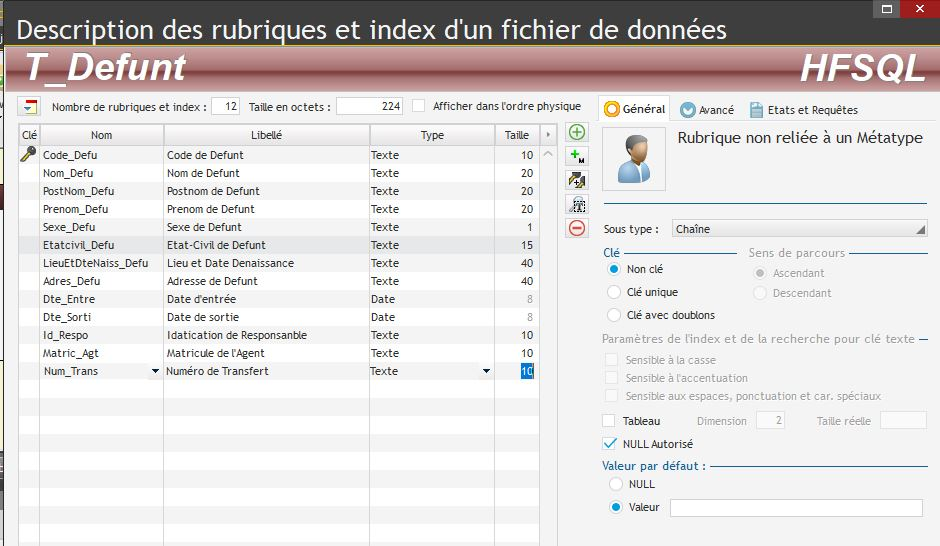 Description des rubriques et index d'un fichier de données
T_Defunt HFSQL
Nombre de rubriques et index : 12 Taille en octets : 224 Afficher dans l'ordre physique
Clé Nom Libellé Type Taille
Code_Defu Code de Defunt Texte 10
Nom_Defu Nom de Defunt Texte 20
PostNom_Defu Postnom de Defunt Texte 20
Prenom_Defu Prenom de Defunt Texte 20
Sexe_Defu Sexe de Defunt Texte 1
Etatcivil_Defu Etat-Civil de Defunt Texte 15
LieuEtDteNaiss_Defu Lieu et Date Denaissance Texte 40
Adres_Defu Adresse de Defunt Texte 40
Dte_Entre Date d'entrée Date 8
Dte_Sorti Date de sortie Date 8
Id_Respo Idatication de Responsanble Texte 10
Matric_Agt Matricule de l'Agent Texte 10
Num_Trans Numéro de Transfert Texte 10
Général Avancé Etats et Requêtes
Rubrique non reliée à un Métatype
Sous type : Chaîne
Clé Sens de parcours
Non clé Ascendant
Clé unique Descendant
Clé avec doublons
Paramètres de l'index et de la recherche pour clé texte
Sensible à la casse
Sensible à l'accentuation
Sensible aux espaces, ponctuation et car. spéciaux
Tableau Dimension 2 Taille réelle
NULL Autorisé
Valeur par défaut :
NULL
Valeur